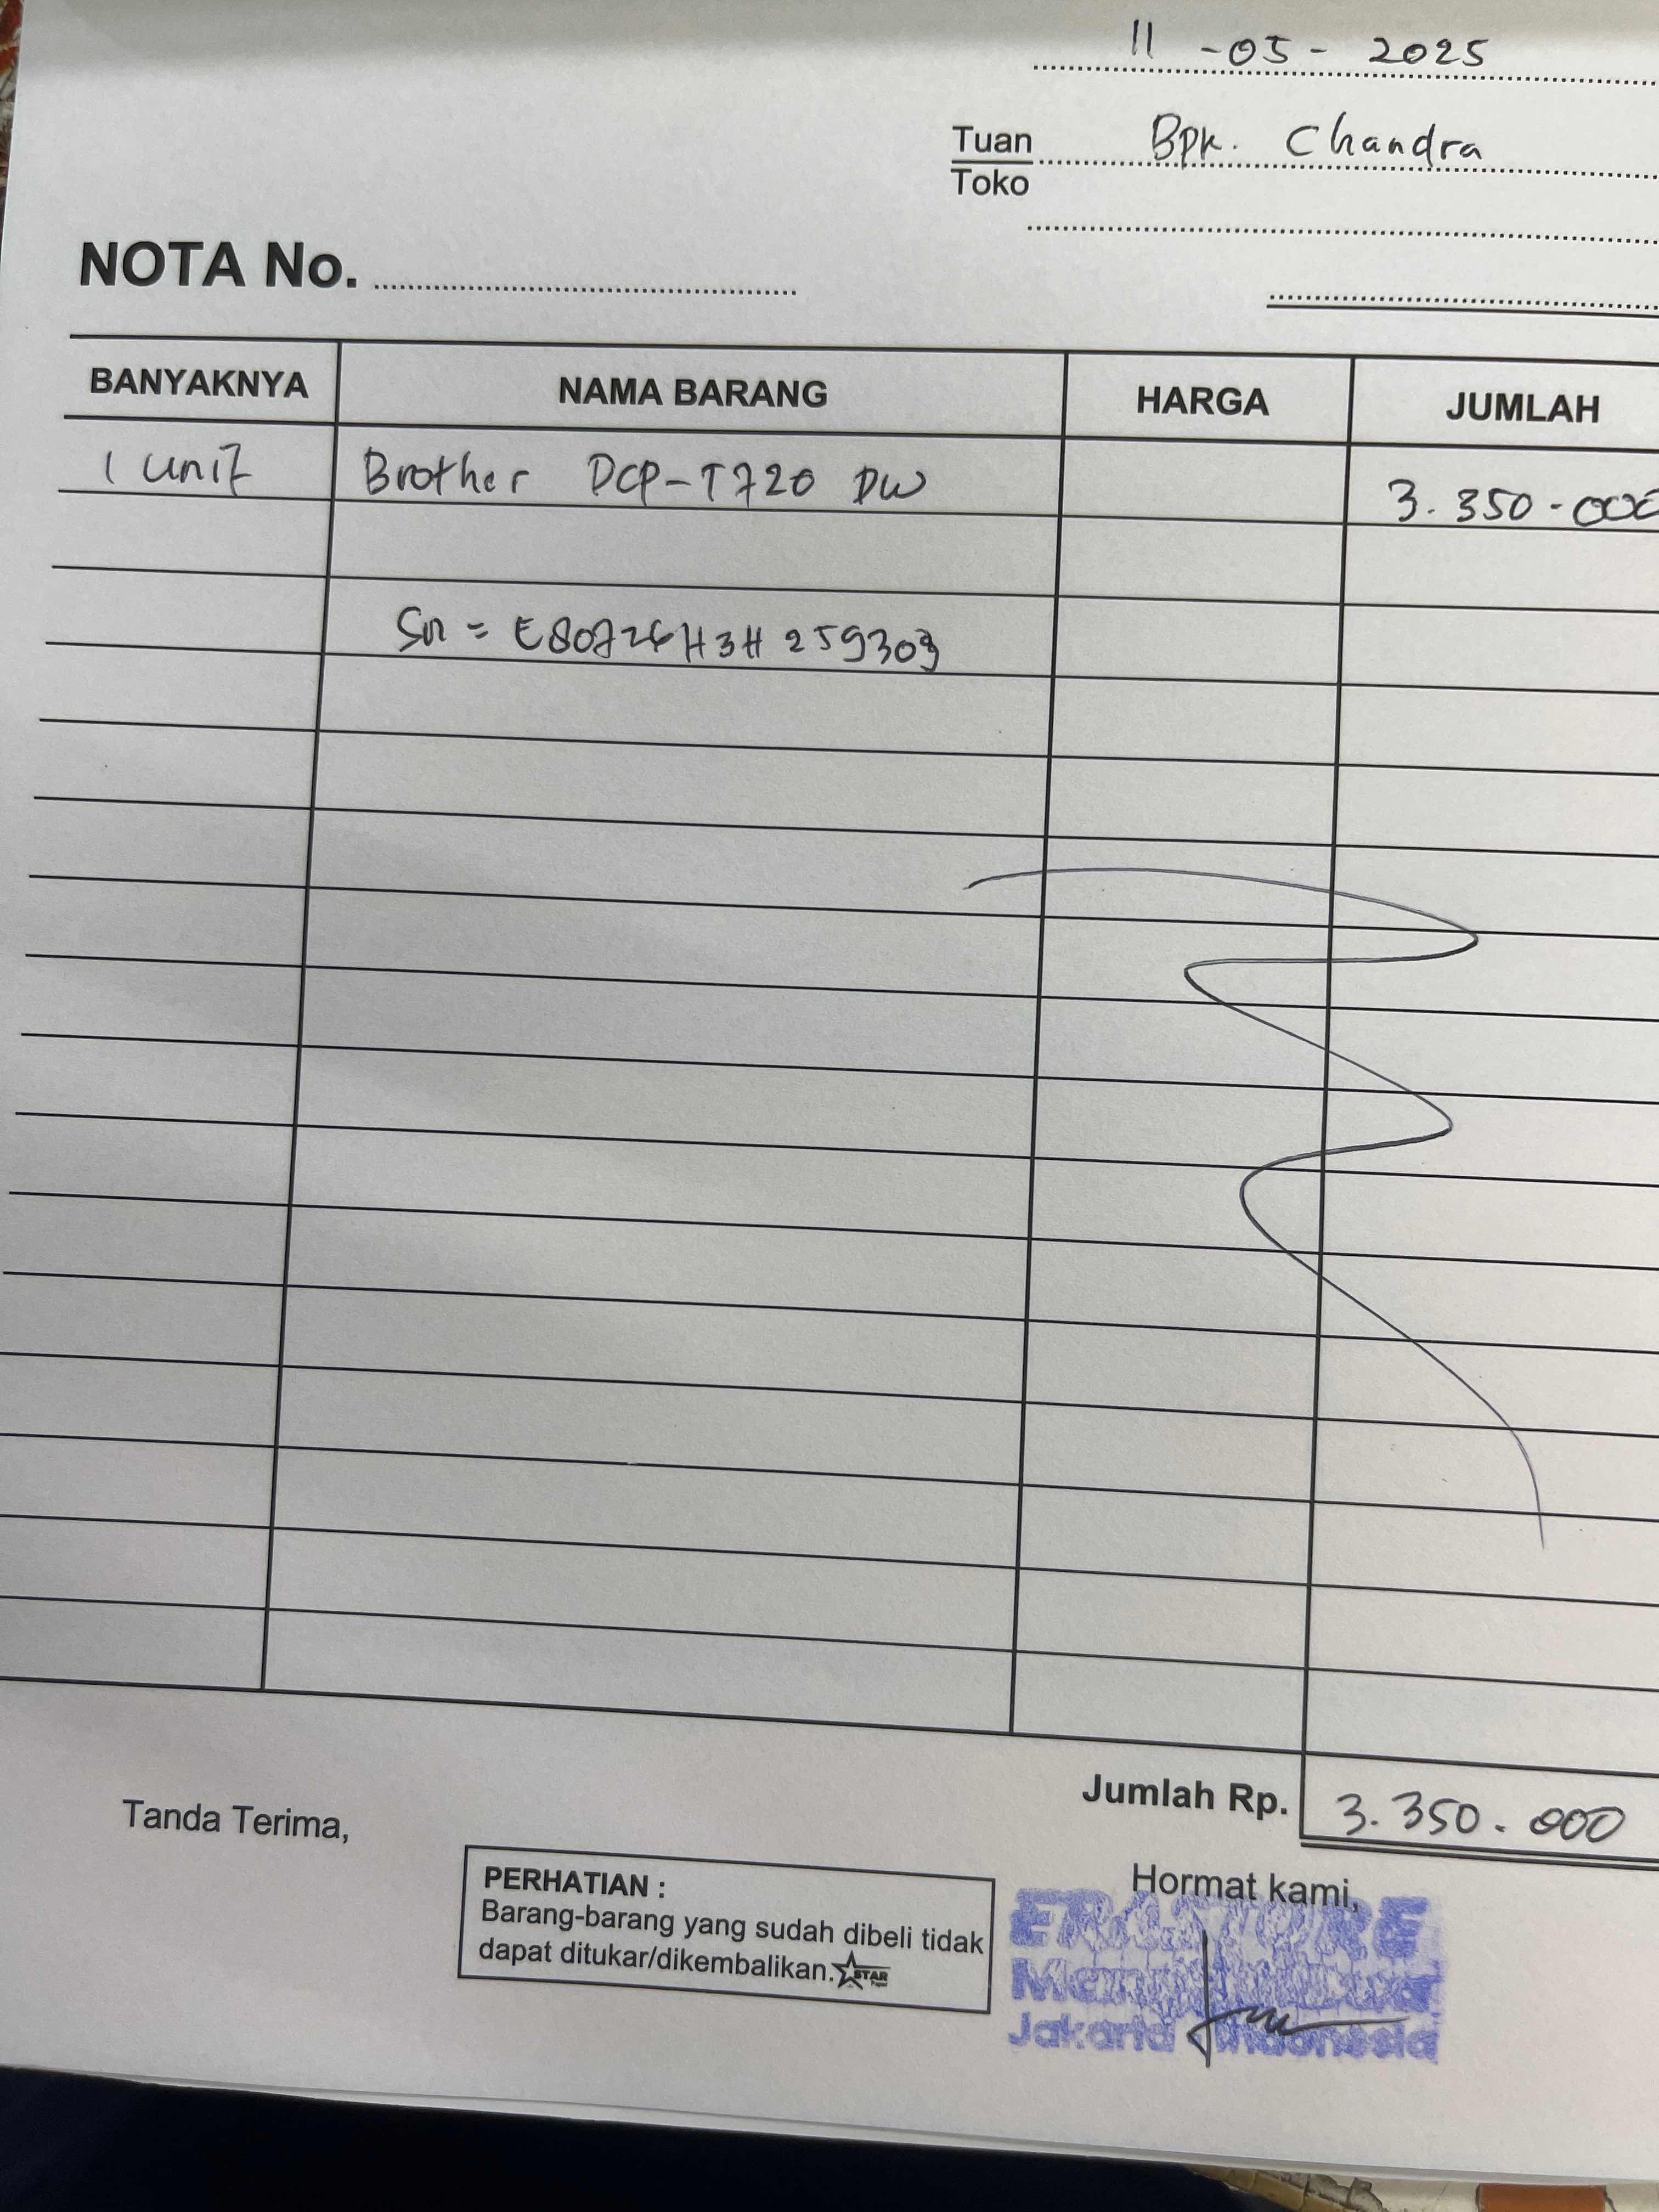 11 - 05 - 2025
Tuan Bpk. Chandra
Toko
NOTA No.
BANYAKNYA NAMA BARANG HARGA JUMLAH
1 unit Brother DCP-T720 DW 3.350.000
SN = E80726H3H259303
Jumlah Rp. 3.350.000
Tanda Terima,
Hormat kami,
PERHATIAN :
Barang-barang yang sudah dibeli tidak
dapat ditukar/dikembalikan. STAR
Jakarta Indonesia